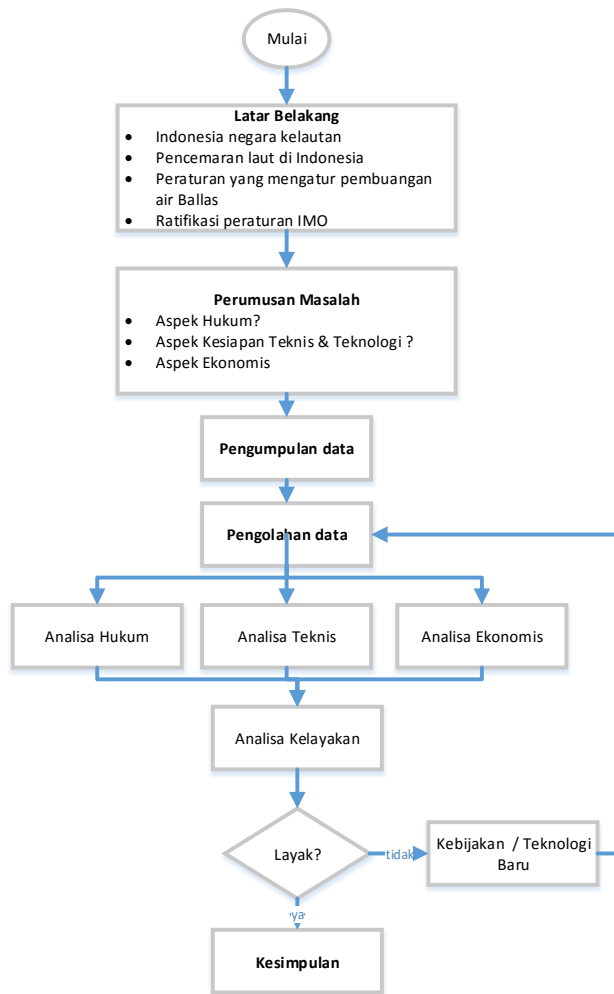 Mulai
Latar Belakang
• Indonesia negara kelautan
• Pencemaran laut di Indonesia
• Peraturan yang mengatur pembuangan
air Ballas
• Ratifikasi peraturan IMO
Perumusan Masalah
• Aspek Hukum?
• Aspek Kesiapan Teknis & Teknologi ?
• Aspek Ekonomis
Pengumpulan data
Pengolahan data
Analisa Hukum
Analisa Teknis
Analisa Ekonomis
Analisa Kelayakan
Layak?
tidak
Kebijakan / Teknologi
Baru
ya
Kesimpulan